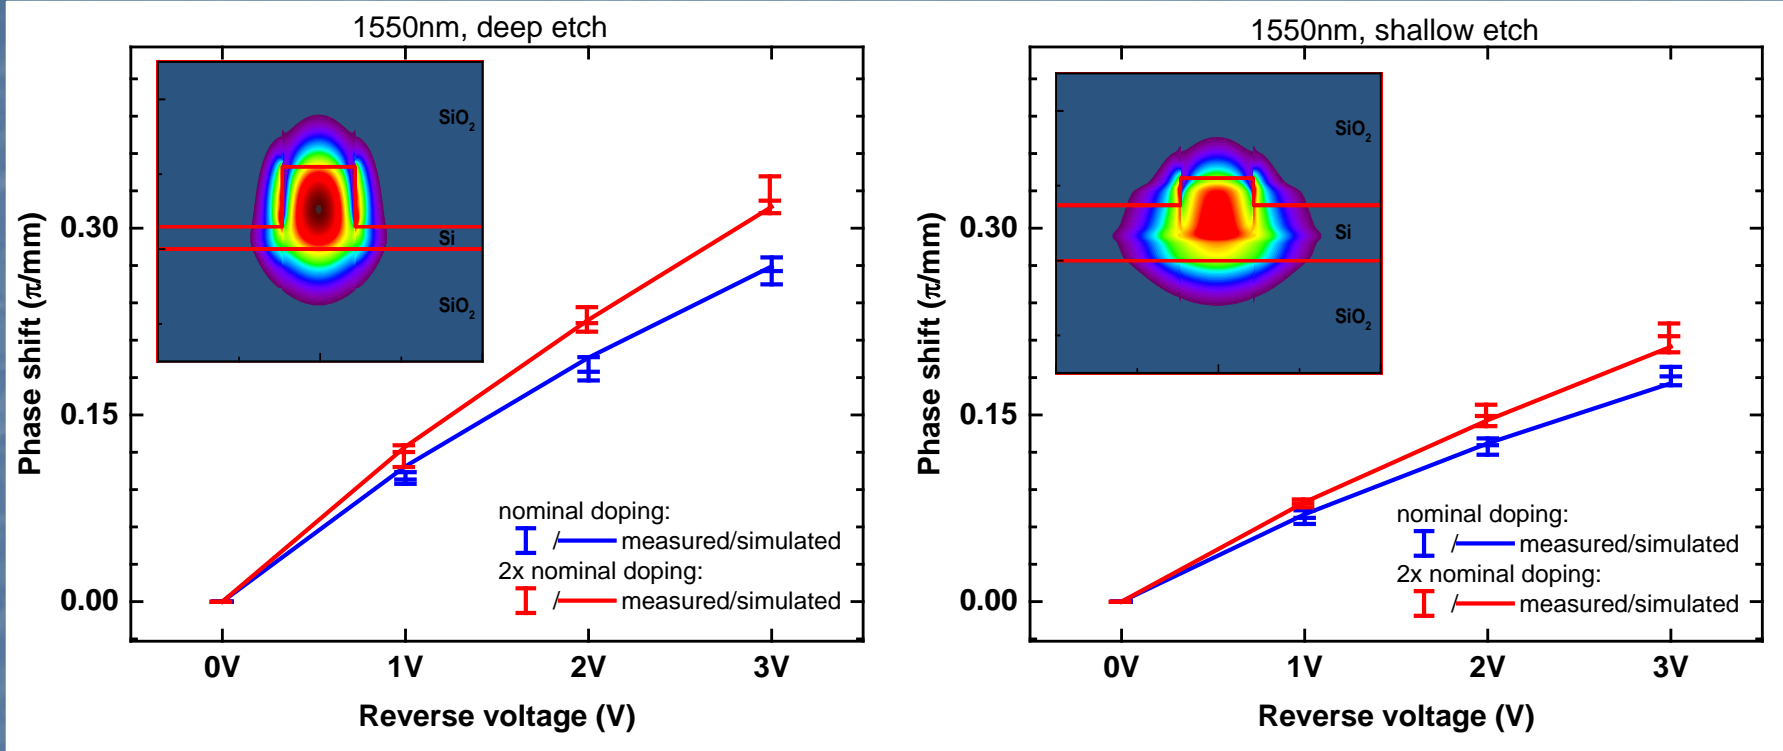 1550nm, deep etch
SiO2
Si
SiO2
Phase shift (π/mm)
0.30
0.15
0.00
nominal doping:
/ measured/simulated
2x nominal doping:
/ measured/simulated
0V 1V 2V 3V
Reverse voltage (V)
1550nm, shallow etch
SiO2
Si
SiO2
Phase shift (π/mm)
0.30
0.15
0.00
nominal doping:
/ measured/simulated
2x nominal doping:
/ measured/simulated
0V 1V 2V 3V
Reverse voltage (V)